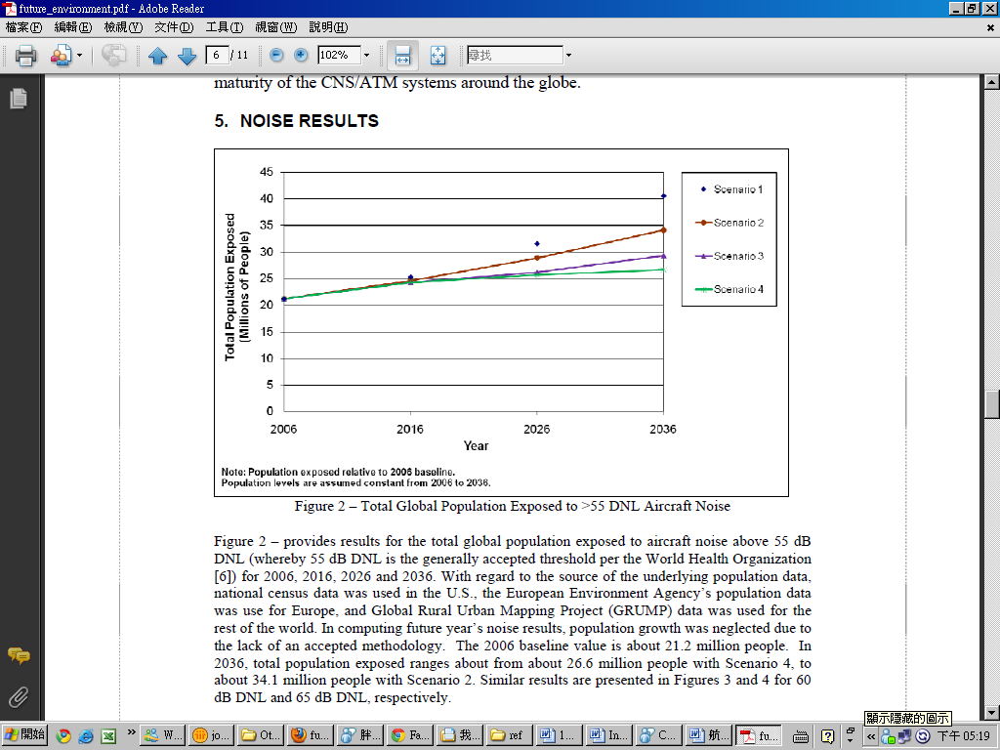 future_environment.pdf - Adobe Reader
檔案(F) 編輯(E) 檢視(V) 文件(D) 工具(T) 視窗(W) 說明(H)
6 / 11 102% 尋找
maturity of the CNS/ATM systems around the globe.
5. NOISE RESULTS
45
40
35
30
25
20
15
10
5
0
Total Population Exposed
(Millions of People)
2006 2016 2026 2036
Year
Scenario 1
Scenario 2
Scenario 3
Scenario 4
Note: Population exposed relative to 2006 baseline.
Population levels are assumed constant from 2006 to 2036.
Figure 2 – Total Global Population Exposed to >55 DNL Aircraft Noise
Figure 2 – provides results for the total global population exposed to aircraft noise above 55 dB
DNL (whereby 55 dB DNL is the generally accepted threshold per the World Health Organization
[6]) for 2006, 2016, 2026 and 2036. With regard to the source of the underlying population data,
national census data was used in the U.S., the European Environment Agency's population data
was use for Europe, and Global Rural Urban Mapping Project (GRUMP) data was used for the
rest of the world. In computing future year's noise results, population growth was neglected due to
the lack of an accepted methodology. The 2006 baseline value is about 21.2 million people. In
2036, total population exposed ranges about from about 26.6 million people with Scenario 4, to
about 34.1 million people with Scenario 2. Similar results are presented in Figures 3 and 4 for 60
dB DNL and 65 dB DNL, respectively.
顯示隱藏的圖示
開始 » W... jo... Ot... fu... 胖... Fa... 我... ref 1... In... C... 航... fu... « 下午 05:19